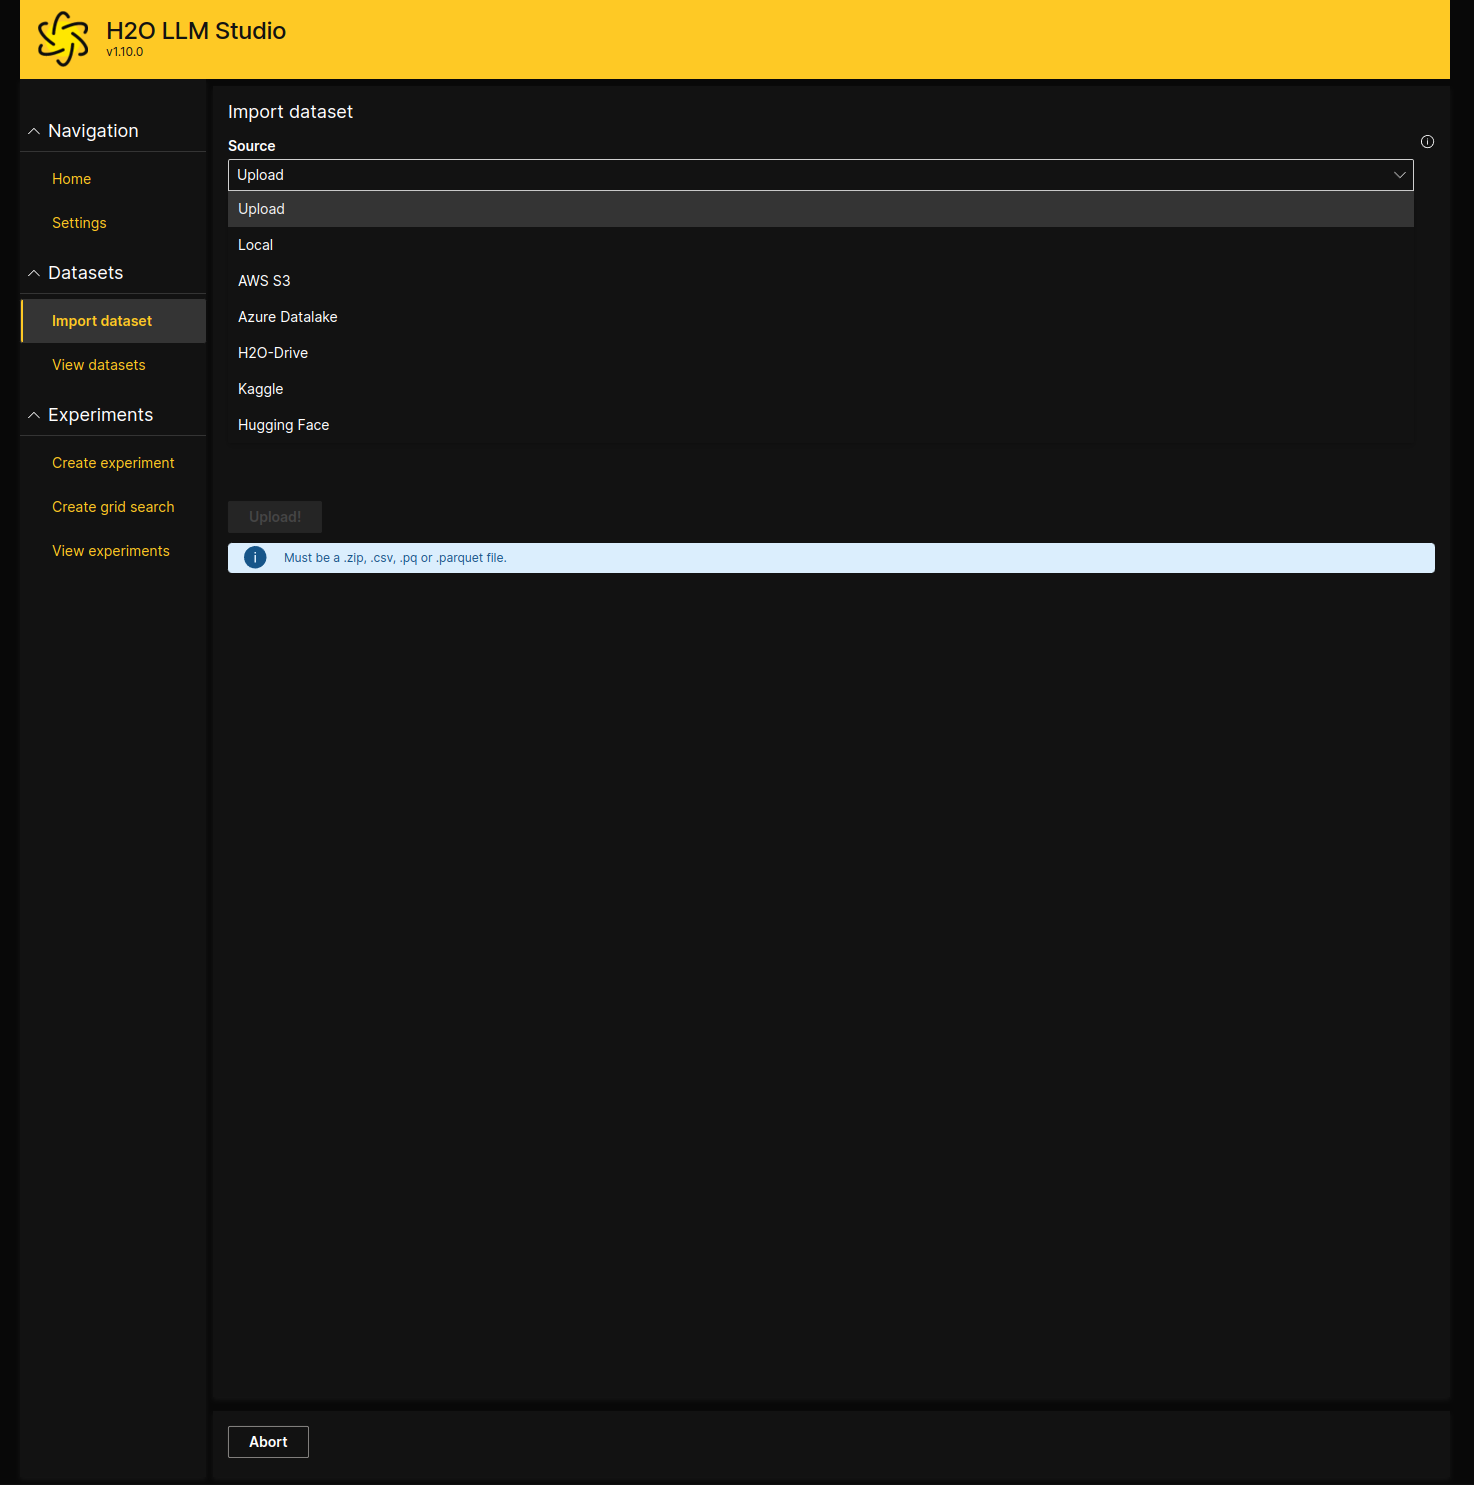 H2O LLM Studio
v1.10.0
Navigation
Home
Settings
Datasets
Import dataset
View datasets
Experiments
Create experiment
Create grid search
View experiments
Import dataset
Source
Upload
Upload
Local
AWS S3
Azure Datalake
H2O-Drive
Kaggle
Hugging Face
Upload!
Must be a .zip, .csv, .pq or .parquet file.
Abort